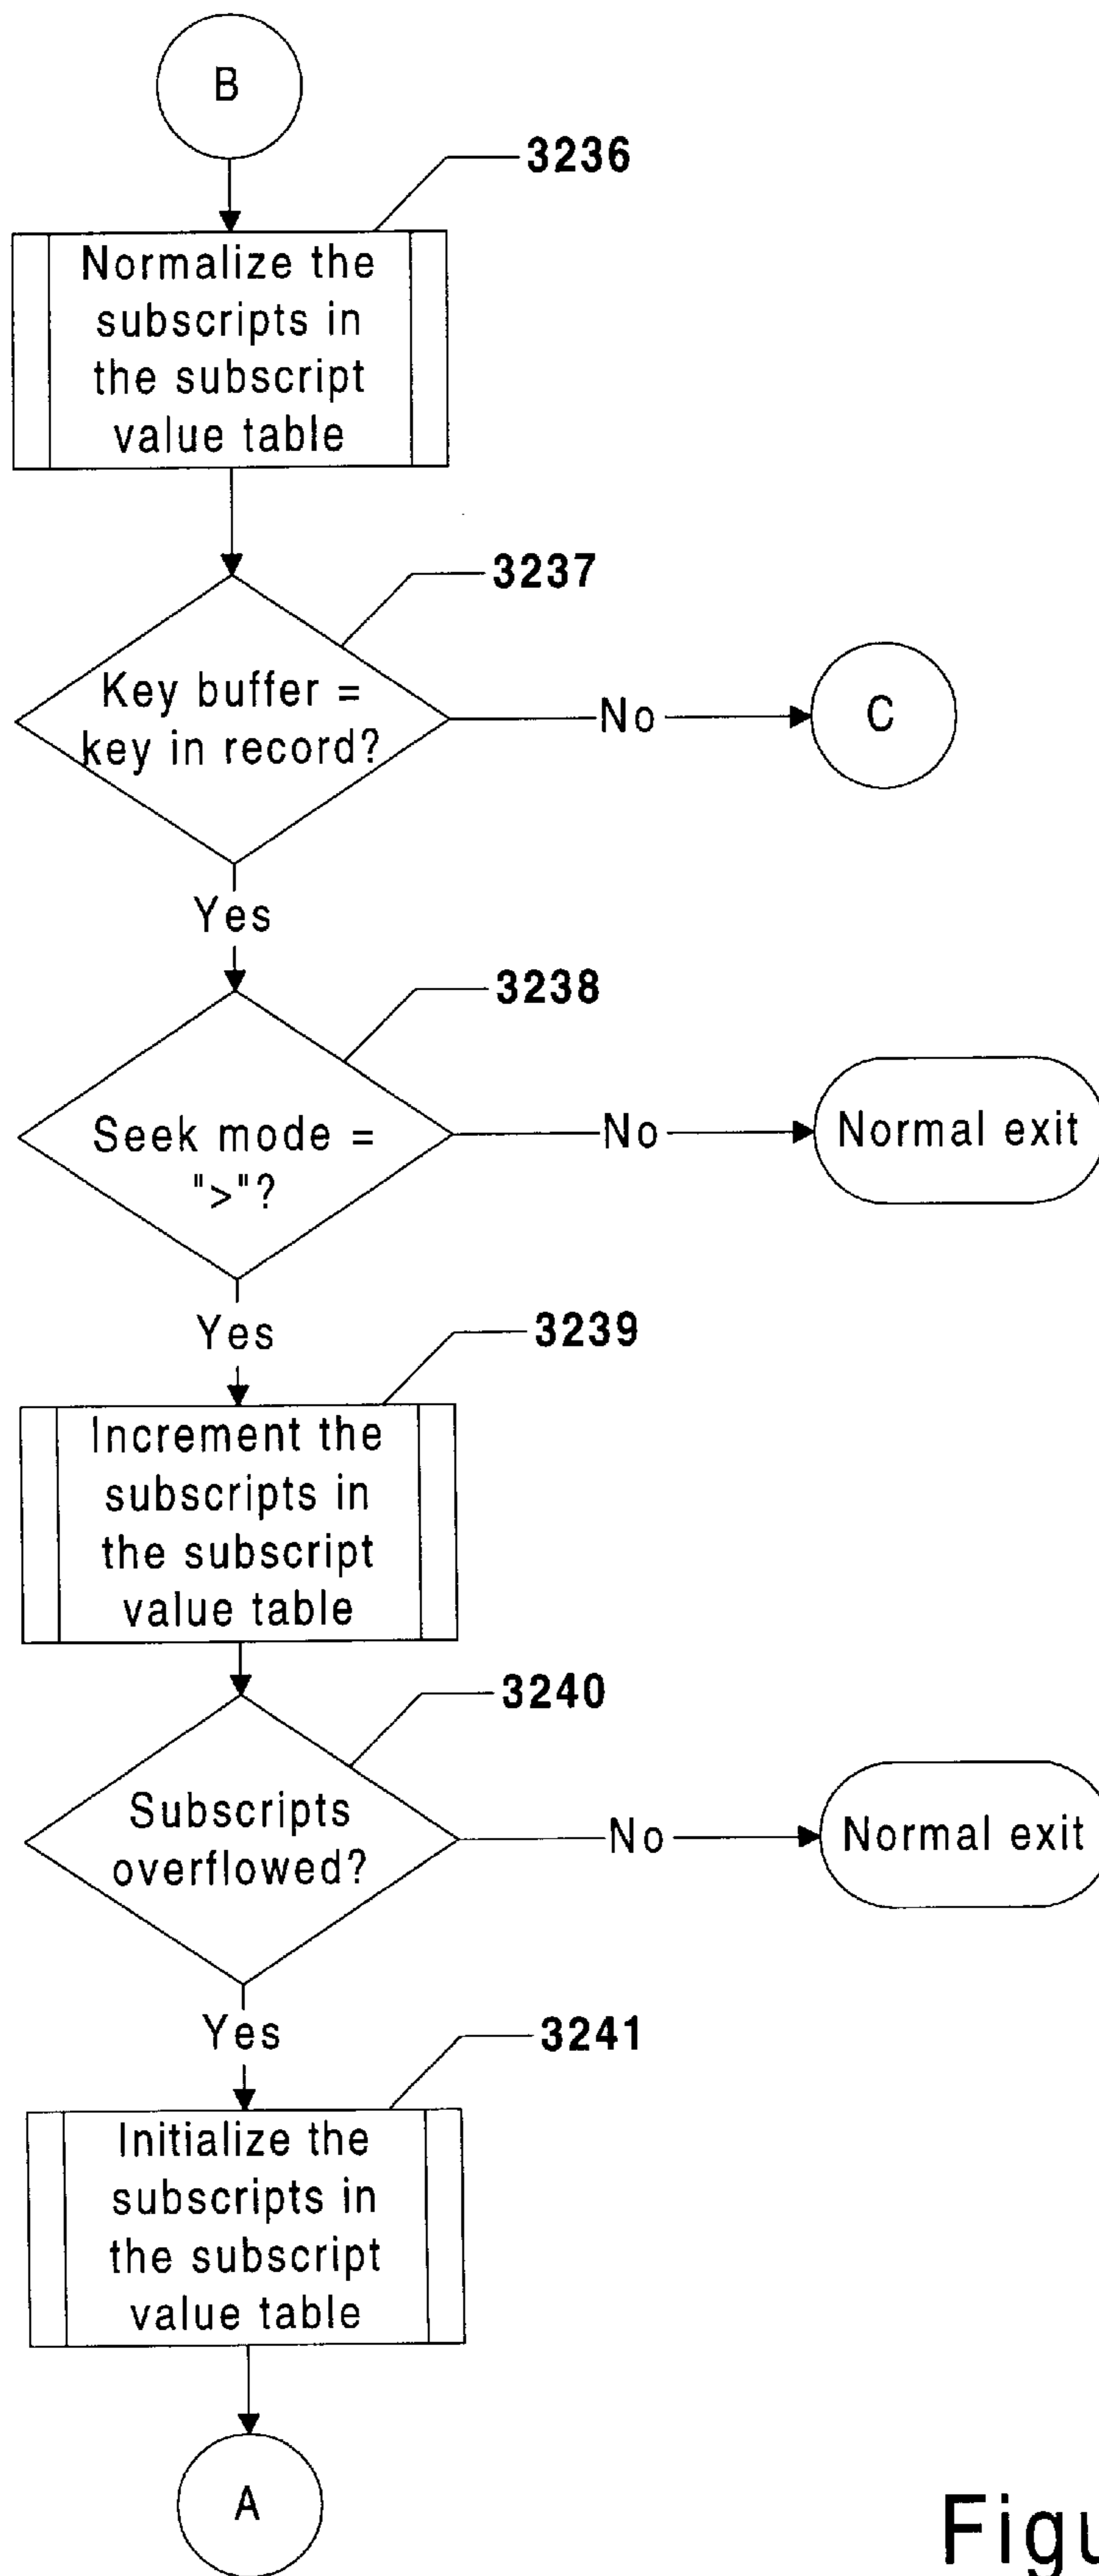 B
3236
Normalize the
subscripts in
the subscript
value table
3237
Key buffer =
key in record?
No
C
Yes
3238
Seek mode =
">"?
No
Normal exit
Yes
3239
Increment the
subscripts in
the subscript
value table
3240
Subscripts
overflowed?
No
Normal exit
Yes
3241
Initialize the
subscripts in
the subscript
value table
A
Figu